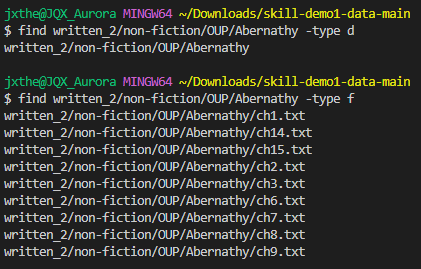 jxthe@JQX_Aurora MINGW64 ~/Downloads/skill-demo1-data-main
$ find written_2/non-fiction/OUP/Abernathy -type d
written_2/non-fiction/OUP/Abernathy

jxthe@JQX_Aurora MINGW64 ~/Downloads/skill-demo1-data-main
$ find written_2/non-fiction/OUP/Abernathy -type f
written_2/non-fiction/OUP/Abernathy/ch1.txt
written_2/non-fiction/OUP/Abernathy/ch14.txt
written_2/non-fiction/OUP/Abernathy/ch15.txt
written_2/non-fiction/OUP/Abernathy/ch2.txt
written_2/non-fiction/OUP/Abernathy/ch3.txt
written_2/non-fiction/OUP/Abernathy/ch6.txt
written_2/non-fiction/OUP/Abernathy/ch7.txt
written_2/non-fiction/OUP/Abernathy/ch8.txt
written_2/non-fiction/OUP/Abernathy/ch9.txt